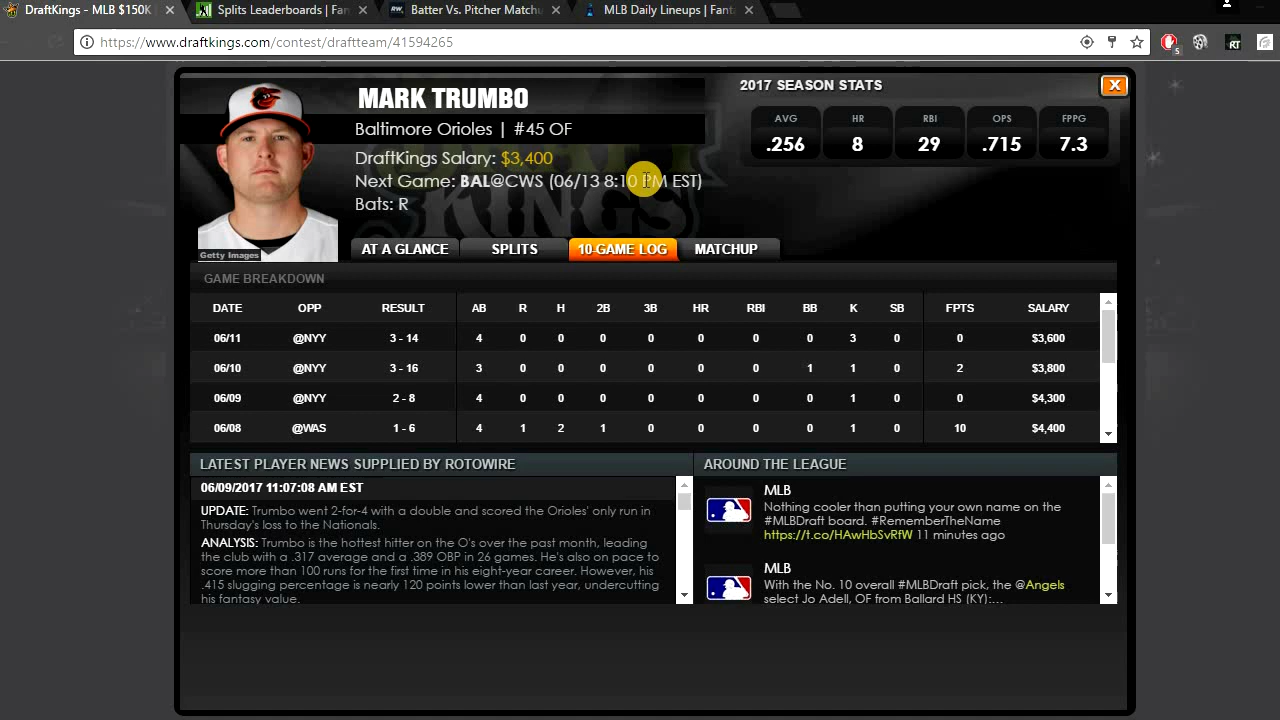 DraftKings - MLB $150K
Splits Leaderboards | Fan
Batter Vs. Pitcher Matchu
MLB Daily Lineups | Fanta
https://www.draftkings.com/contest/draftteam/41594265
MARK TRUMBO
Baltimore Orioles | #45 OF
DraftKings Salary: $3,400
Next Game: BAL@CWS (06/13 8:10 PM EST)
Bats: R
Getty Images
2017 SEASON STATS
X
AVG HR RBI OPS FPPG
.256 8 29 .715 7.3
AT A GLANCE SPLITS 10-GAME LOG MATCHUP
GAME BREAKDOWN
DATE OPP RESULT AB R H 2B 3B HR RBI BB K SB FPTS SALARY
06/11 @NYY 3 - 14 4 0 0 0 0 0 0 0 3 0 0 $3,600
06/10 @NYY 3 - 16 3 0 0 0 0 0 0 1 1 0 2 $3,800
06/09 @NYY 2 - 8 4 0 0 0 0 0 0 0 1 0 0 $4,300
06/08 @WAS 1 - 6 4 1 2 1 0 0 0 0 1 0 10 $4,400
LATEST PLAYER NEWS SUPPLIED BY ROTOWIRE
06/09/2017 11:07:08 AM EST
UPDATE: Trumbo went 2-for-4 with a double and scored the Orioles' only run in
Thursday's loss to the Nationals.
ANALYSIS: Trumbo is the hottest hitter on the O's over the past month, leading
the club with a .317 average and a .389 OBP in 26 games. He's also on pace to
score more than 100 runs for the first time in his eight-year career. However, his
.415 slugging percentage is nearly 120 points lower than last year, undercutting
his fantasy value.
AROUND THE LEAGUE
MLB
Nothing cooler than putting your own name on the
#MLBDraft board. #RememberTheName
https://t.co/HAwHbSvRfW 11 minutes ago
MLB
With the No. 10 overall #MLBDraft pick, the @Angels
select Jo Adell, OF from Ballard HS (KY):...